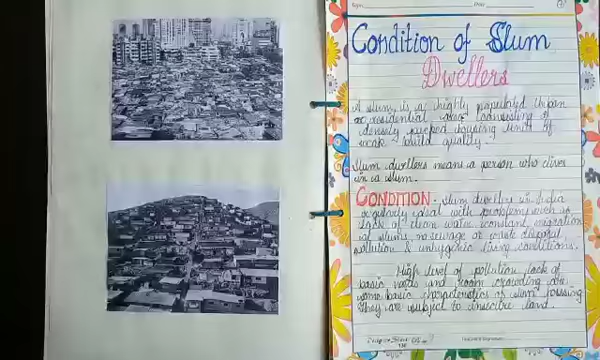 Condition of Slum
Dwellers
A slum is a highly populated Urban
residential area consisting of
densely packed housing units of
weak build quality.
Slum dwellers means a person who lives
in a slum.
CONDITION - Slum dwellers in India
regularly deal with problems such as
lack of clean water, constant migration
of slums, no sewage or waste disposal,
pollution & unhygienic living conditions.
High level of pollution, lack of
basic needs and room crowding are
some basic characteristics of slum housing
They are subject to insecure land.